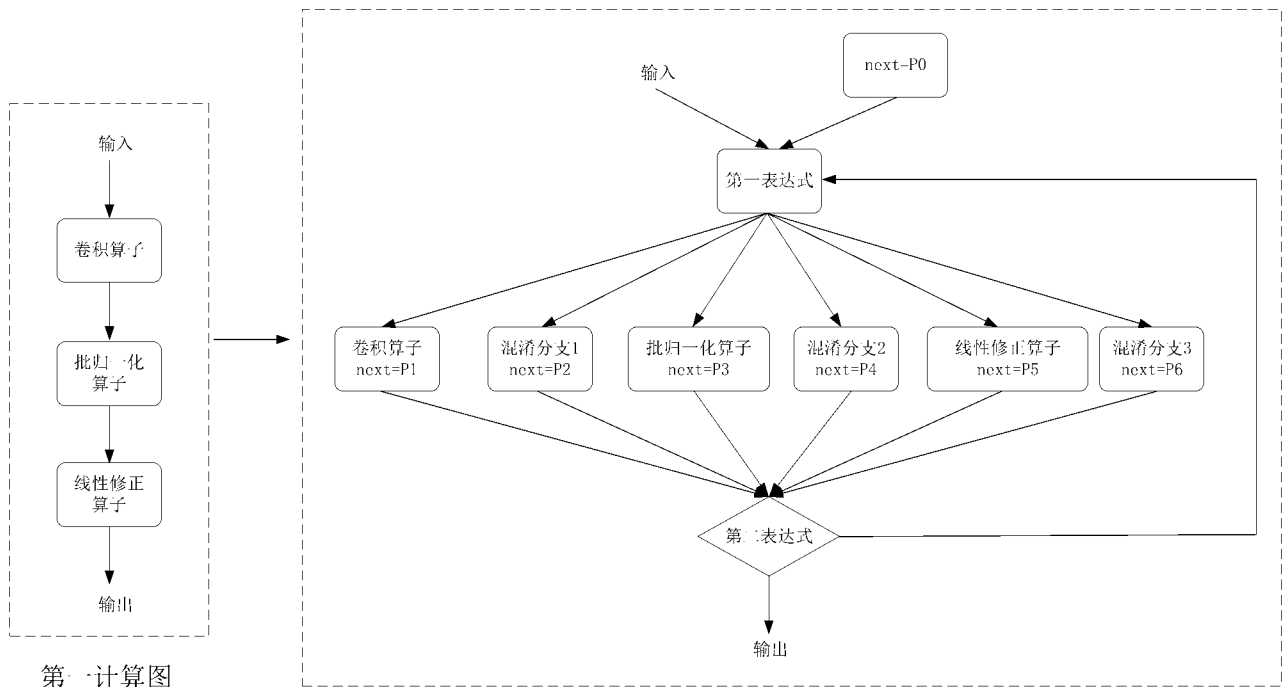 输入
卷积算子
批归一化
算子
线性修正
算子
输出
第一计算图
输入
next=P0
第一表达式
卷积算子
next=P1
混淆分支1
next=P2
批归一化算子
next=P3
混淆分支2
next=P4
线性修正算子
next=P5
混淆分支3
next=P6
第二表达式
输出